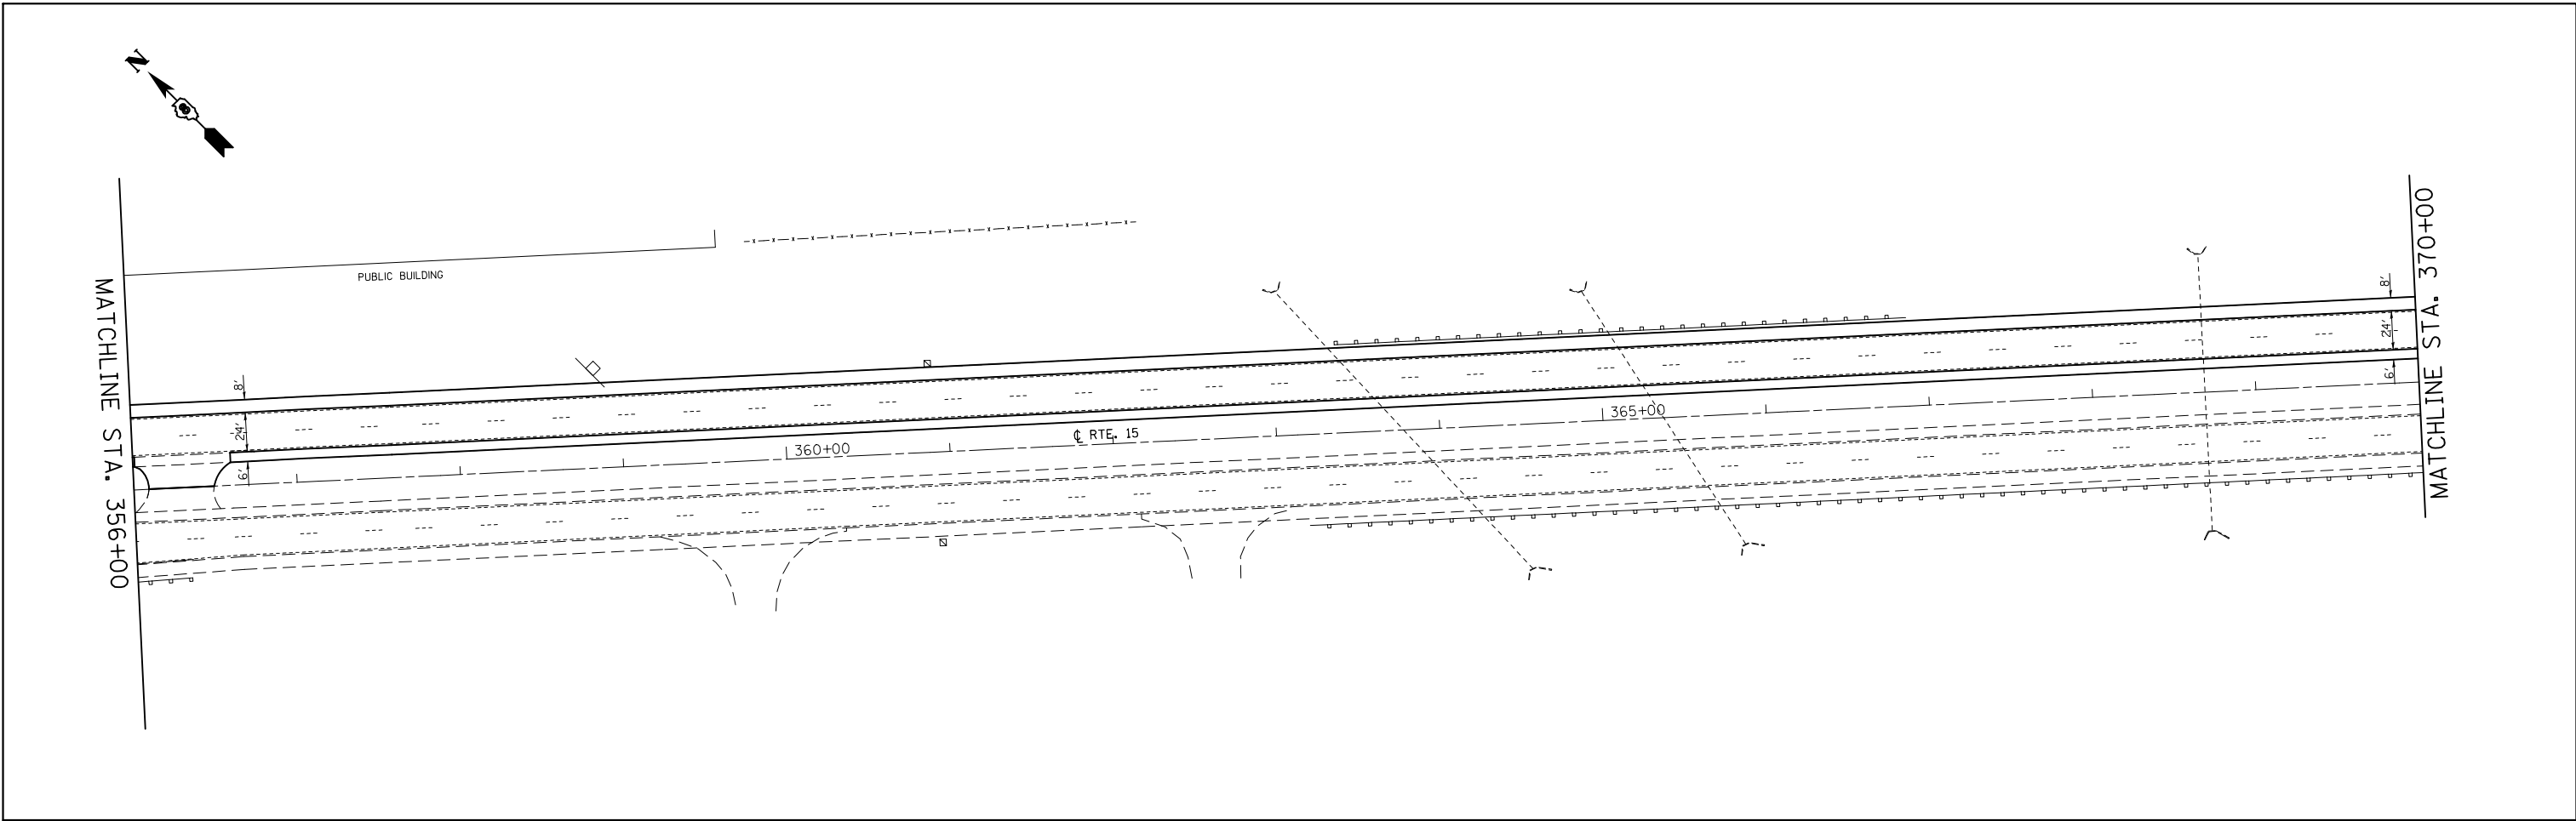 N
MATCHLINE STA. 356+00
PUBLIC BUILDING
8'
24'
6'
360+00
℄ RTE. 15
365+00
8'
24'
6'
MATCHLINE STA. 370+00